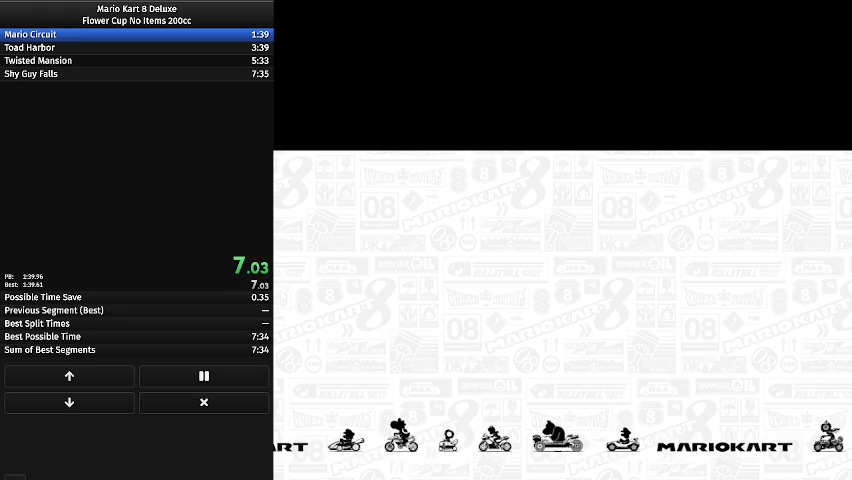 Mario Kart 8 Deluxe
Flower Cup No Items 200cc
Mario Circuit 1:39
Toad Harbor 3:39
Twisted Mansion 5:33
Shy Guy Falls 7:35
7.03
PB: 1:39.96
Best: 1:39.61 7.03
Possible Time Save 0.35
Previous Segment (Best) —
Best Split Times —
Best Possible Time 7:34
Sum of Best Segments 7:34
ART MARIOKART